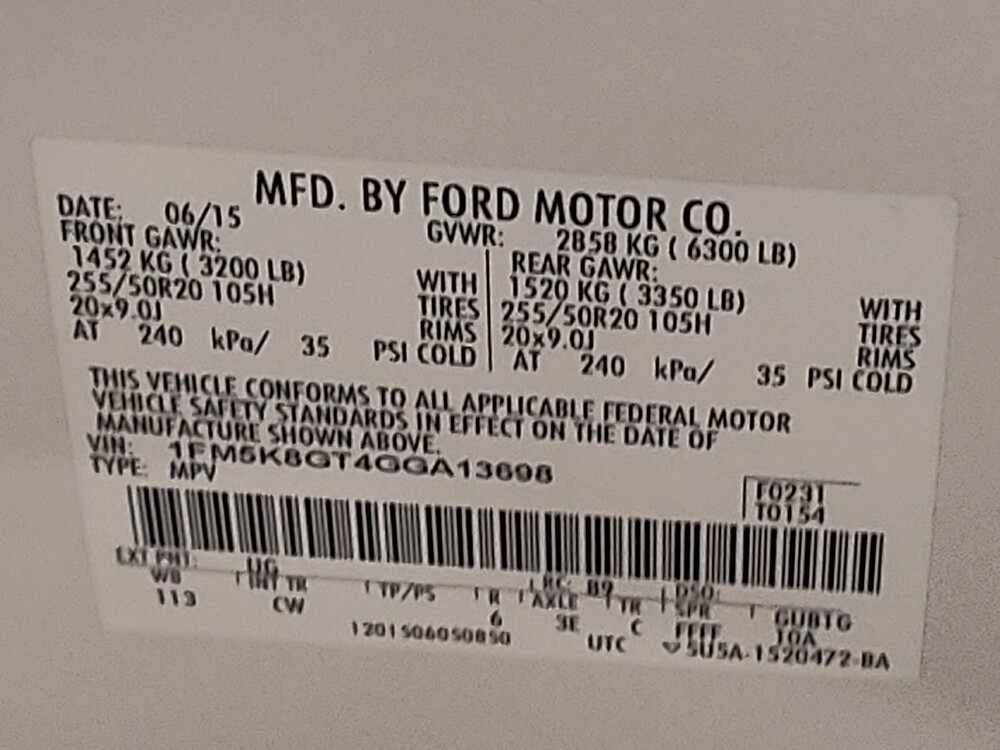 MFD. BY FORD MOTOR CO.
DATE: 06/15 GVWR: 2858 KG ( 6300 LB)
FRONT GAWR: REAR GAWR:
1452 KG ( 3200 LB) WITH 1520 KG ( 3350 LB) WITH
255/50R20 105H TIRES 255/50R20 105H TIRES
20x9.0J RIMS 20x9.0J RIMS
AT 240 kPa/ 35 PSI COLD AT 240 kPa/ 35 PSI COLD
THIS VEHICLE CONFORMS TO ALL APPLICABLE FEDERAL MOTOR
VEHICLE SAFETY STANDARDS IN EFFECT ON THE DATE OF
MANUFACTURE SHOWN ABOVE.
VIN: 1FM5K8GT4GGA13698
TYPE: MPV
F0231
T0154
EXT PNT: UG RC: B9 DSO:
WB INT TR TP/PS R AXLE TR SPR GUBTG
113 CW 6 3E C FFFF 10A
1201506050850 UTC 5U5A-1520472-BA